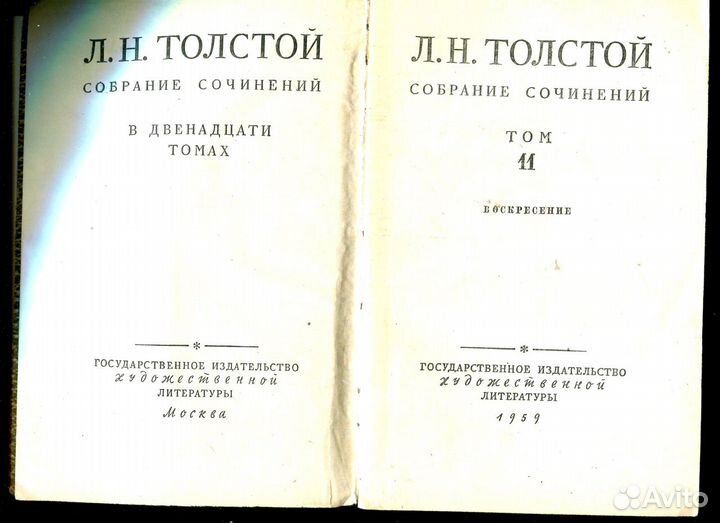 Л. Н. ТОЛСТОЙ
СОБРАНИЕ СОЧИНЕНИЙ
В ДВЕНАДЦАТИ
ТОМАХ
*
ГОСУДАРСТВЕННОЕ ИЗДАТЕЛЬСТВО
художественной
ЛИТЕРАТУРЫ
Москва
Л. Н. ТОЛСТОЙ
СОБРАНИЕ СОЧИНЕНИЙ
ТОМ
11
ВОСКРЕСЕНИЕ
*
ГОСУДАРСТВЕННОЕ ИЗДАТЕЛЬСТВО
художественной
ЛИТЕРАТУРЫ
1959
Avito